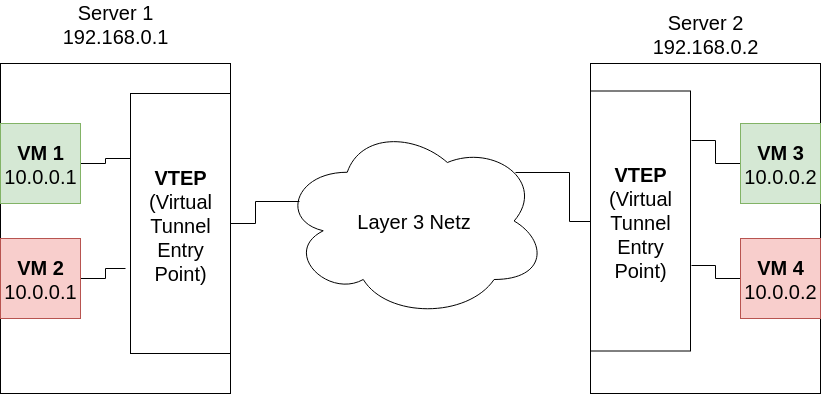 Server 1
192.168.0.1
Server 2
192.168.0.2
VM 1
10.0.0.1
VM 2
10.0.0.1
VTEP
(Virtual
Tunnel
Entry
Point)
Layer 3 Netz
VTEP
(Virtual
Tunnel
Entry
Point)
VM 3
10.0.0.2
VM 4
10.0.0.2